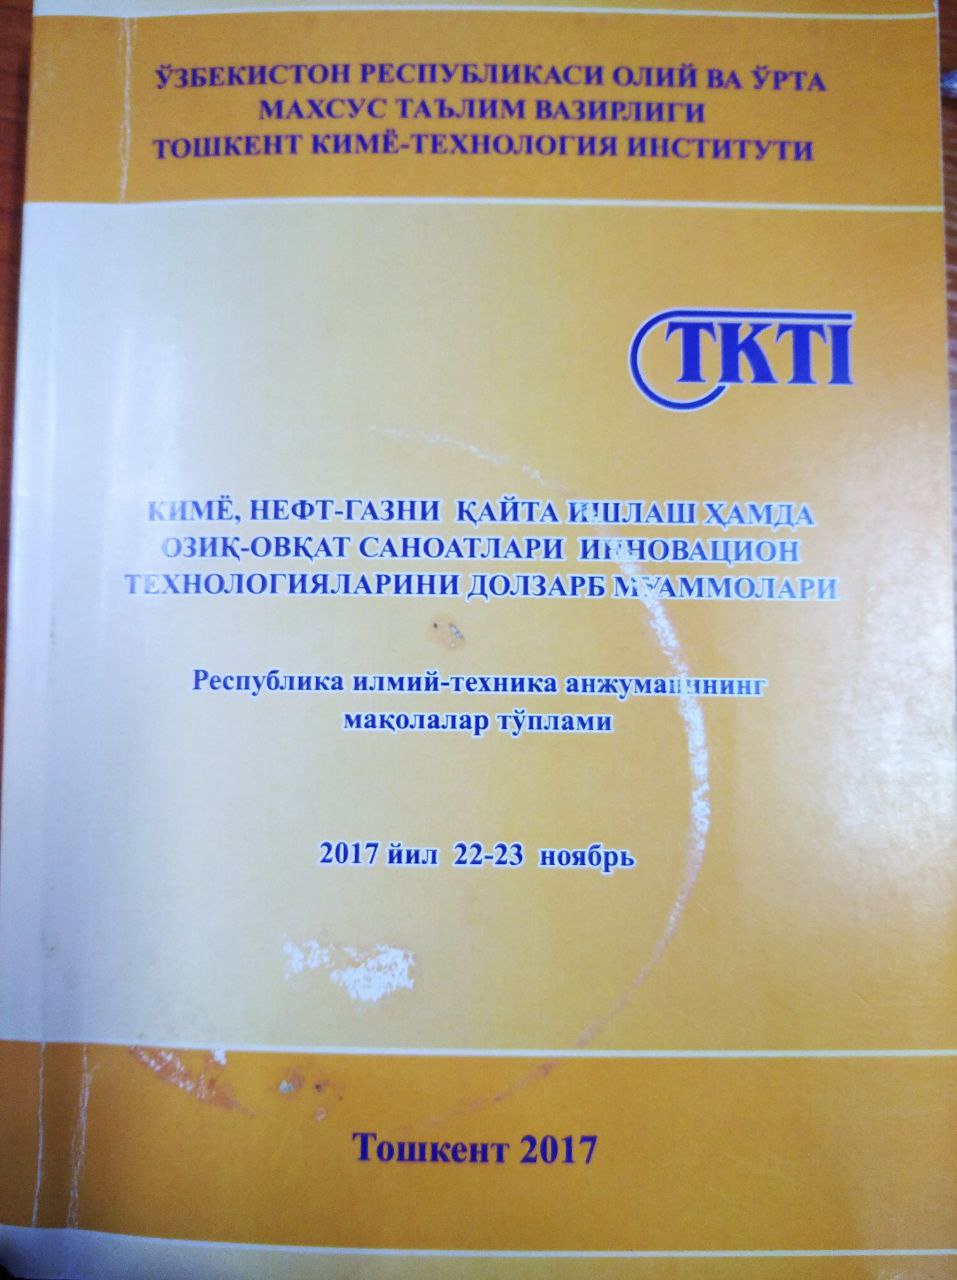 ЎЗБЕКИСТОН РЕСПУБЛИКАСИ ОЛИЙ ВА ЎРТА
МАХСУС ТАЪЛИМ ВАЗИРЛИГИ
ТОШКЕНТ КИМЁ-ТЕХНОЛОГИЯ ИНСТИТУТИ
TKTI
КИМЁ, НЕФТ-ГАЗНИ ҚАЙТА ИШЛАШ ҲАМДА
ОЗИҚ-ОВҚАТ САНОАТЛАРИ ИННОВАЦИОН
ТЕХНОЛОГИЯЛАРИНИ ДОЛЗАРБ МУАММОЛАРИ
Республика илмий-техника анжуманининг
мақолалар тўплами
2017 йил 22-23 ноябрь
Тошкент 2017